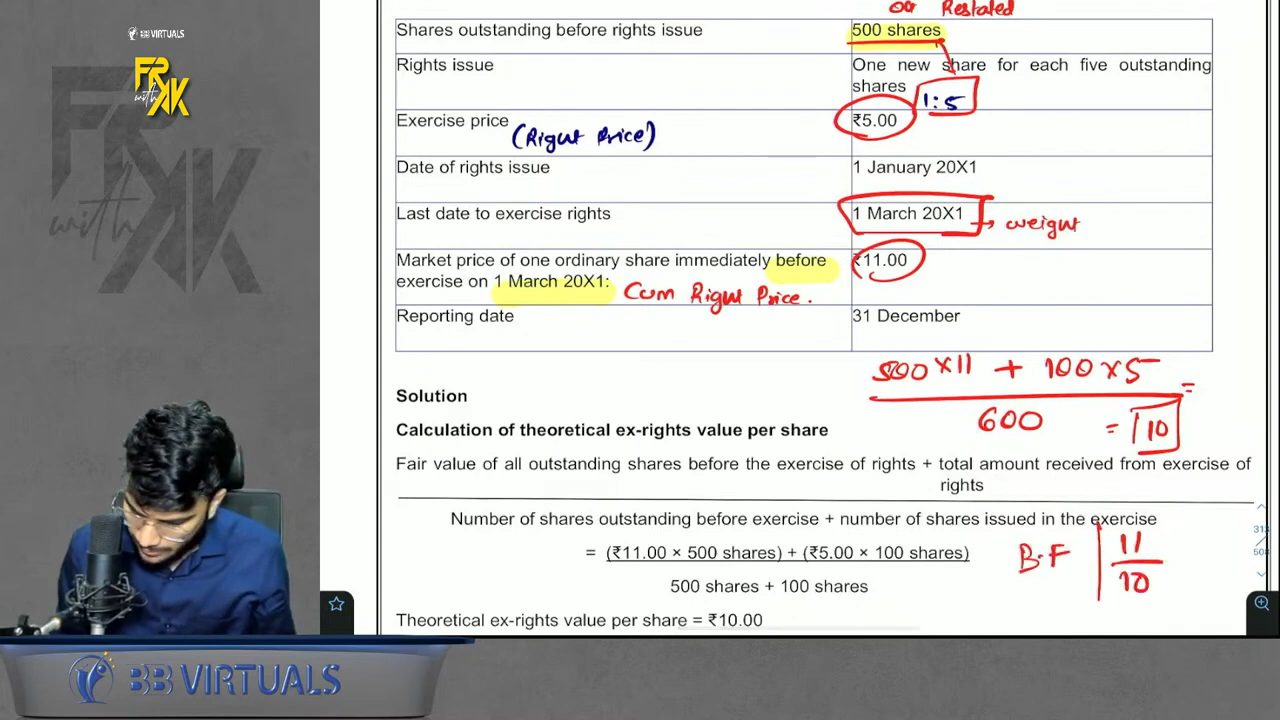 or Restated
BB VIRTUALS
FR
with
AK
Shares outstanding before rights issue
500 shares
Rights issue
One new share for each five outstanding
shares
1:5
Exercise price
(Right Price)
₹5.00
Date of rights issue
1 January 20X1
Last date to exercise rights
1 March 20X1
→ weight
Market price of one ordinary share immediately before
exercise on 1 March 20X1:
Cum Right Price.
₹11.00
Reporting date
31 December
500 x 11 + 100 x 5 =
600
= 10
Solution
Calculation of theoretical ex-rights value per share
Fair value of all outstanding shares before the exercise of rights + total amount received from exercise of
rights
Number of shares outstanding before exercise + number of shares issued in the exercise
= (₹11.00 × 500 shares) + (₹5.00 × 100 shares)
500 shares + 100 shares
B.F
11
10
Theoretical ex-rights value per share = ₹10.00
FR
with
AK
BB VIRTUALS